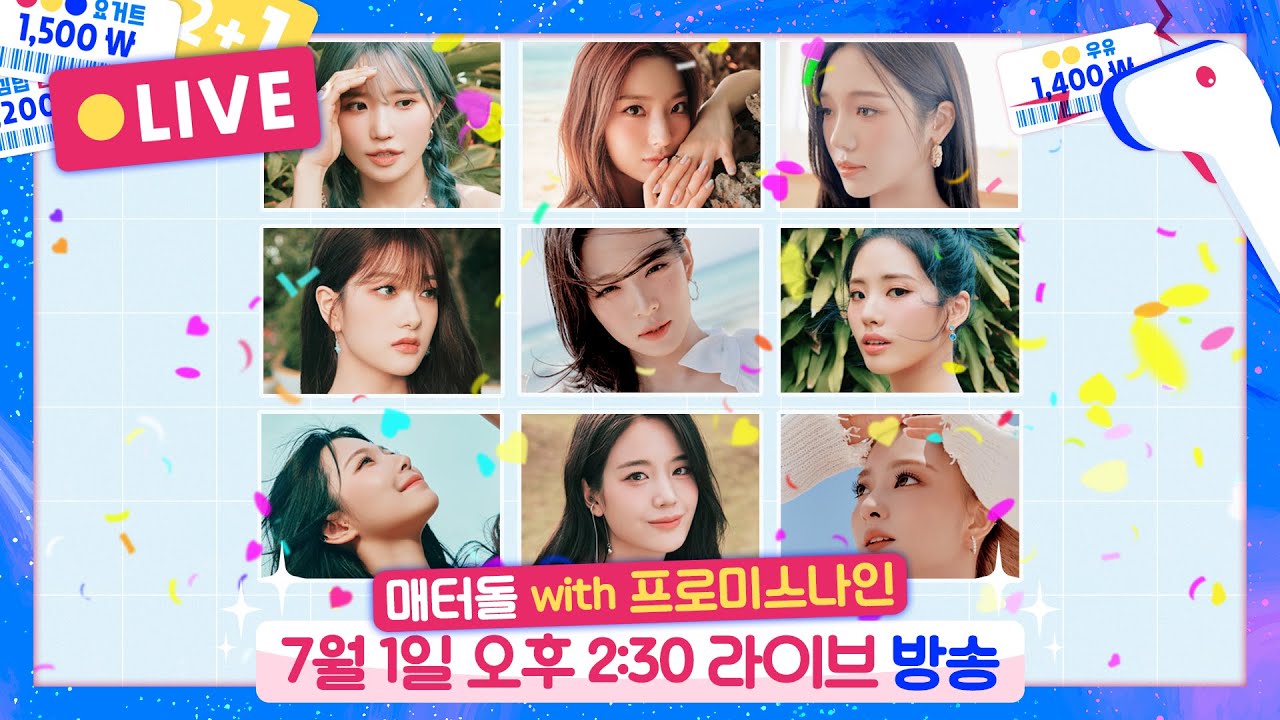 요거트
1,500 ₩
2+1
LIVE
우유
1,400 ₩
매터돌 with 프로미스나인
7월 1일 오후 2:30 라이브 방송